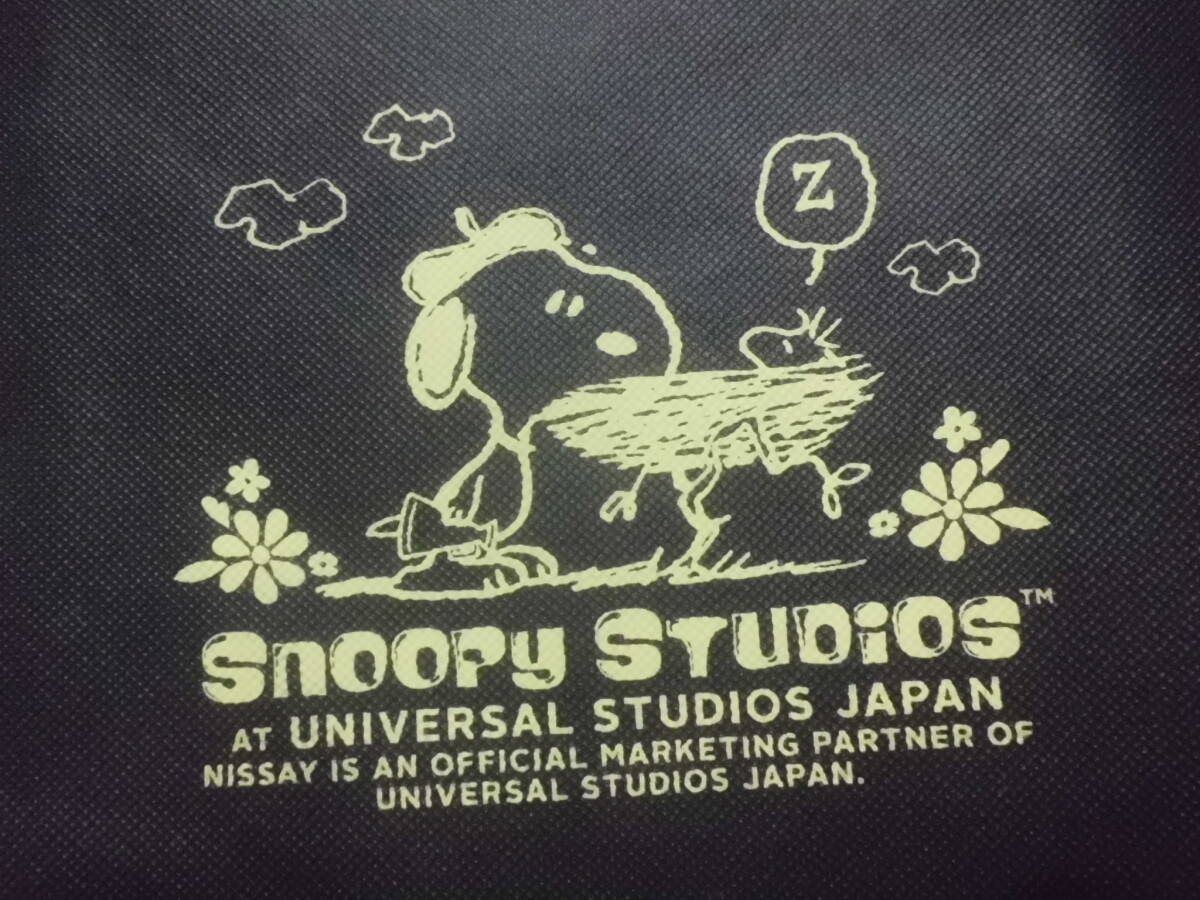 Z
SnOOPy STUDiOS™
AT UNIVERSAL STUDIOS JAPAN
NISSAY IS AN OFFICIAL MARKETING PARTNER OF
UNIVERSAL STUDIOS JAPAN.